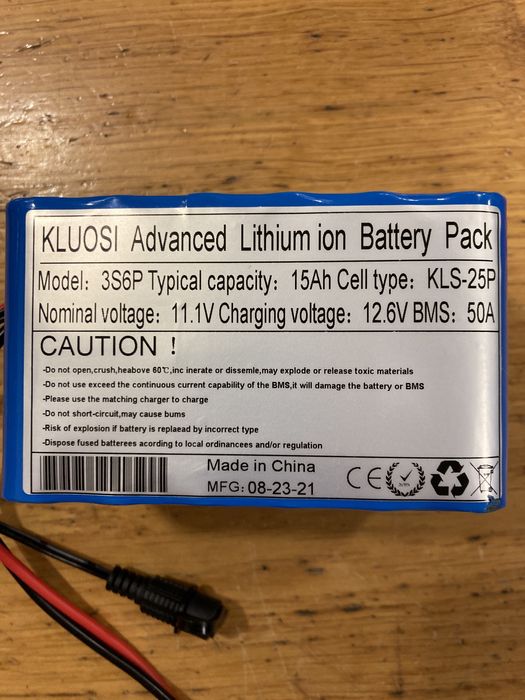 KLUOSI Advanced Lithium ion Battery Pack
Model: 3S6P Typical capacity: 15Ah Cell type: KLS-25P
Nominal voltage: 11.1V Charging voltage: 12.6V BMS: 50A
CAUTION !
-Do not open,crush,heabove 60℃,inc inerate or dissemle,may explode or release toxic materials
-Do not use exceed the continuous current capability of the BMS,it will damage the battery or BMS
-Please use the matching charger to charge
-Do not short-circuit,may cause bums
-Risk of explosion if battery is replaead by incorrect type
-Dispose fused batterees acording to local ordinancees and/or regulation
Made in China
MFG: 08-23-21
CE